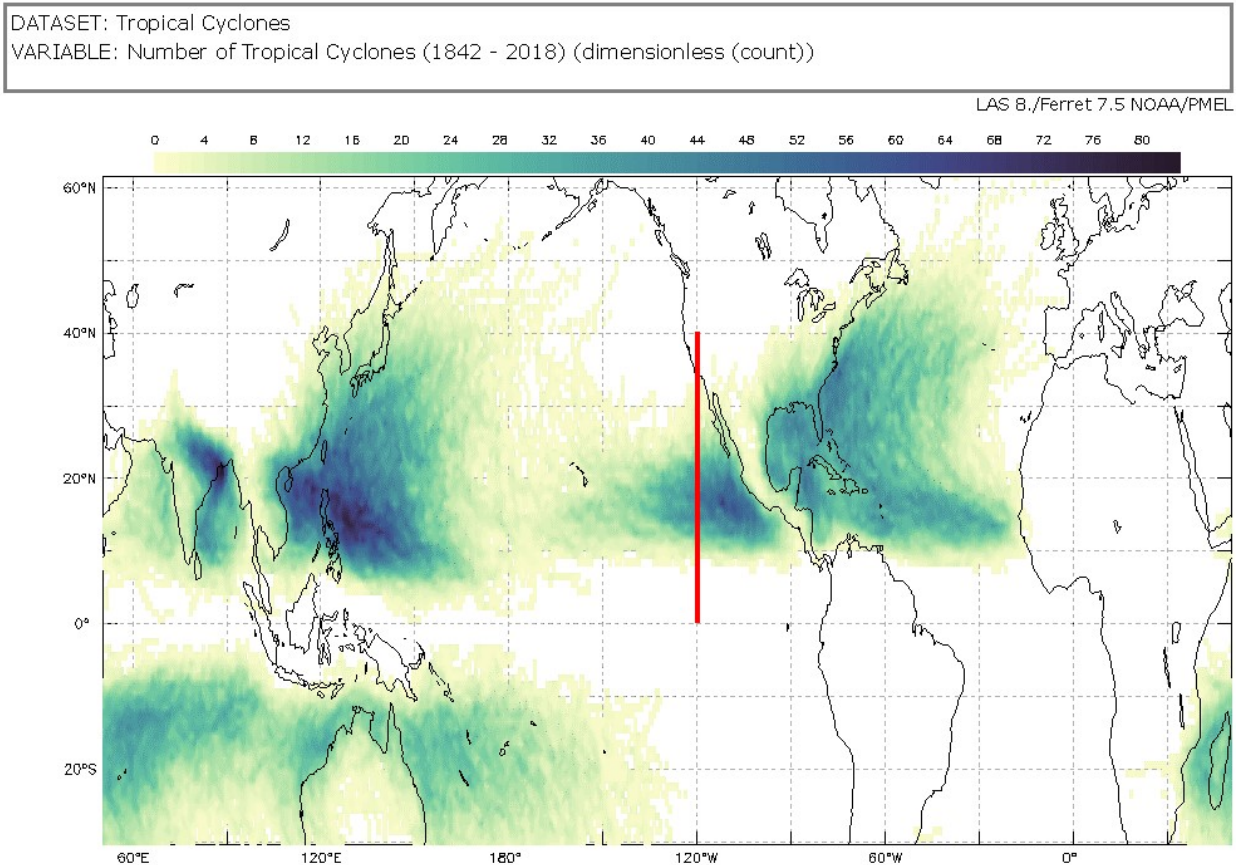 DATASET: Tropical Cyclones
VARIABLE: Number of Tropical Cyclones (1842 - 2018) (dimensionless (count))
LAS 8./Ferret 7.5 NOAA/PMEL
0 4 8 12 16 20 24 28 32 36 40 44 48 52 56 60 64 68 72 76 80
60°N
40°N
20°N
0°
20°S
60°E 120°E 180° 120°W 60°W 0°